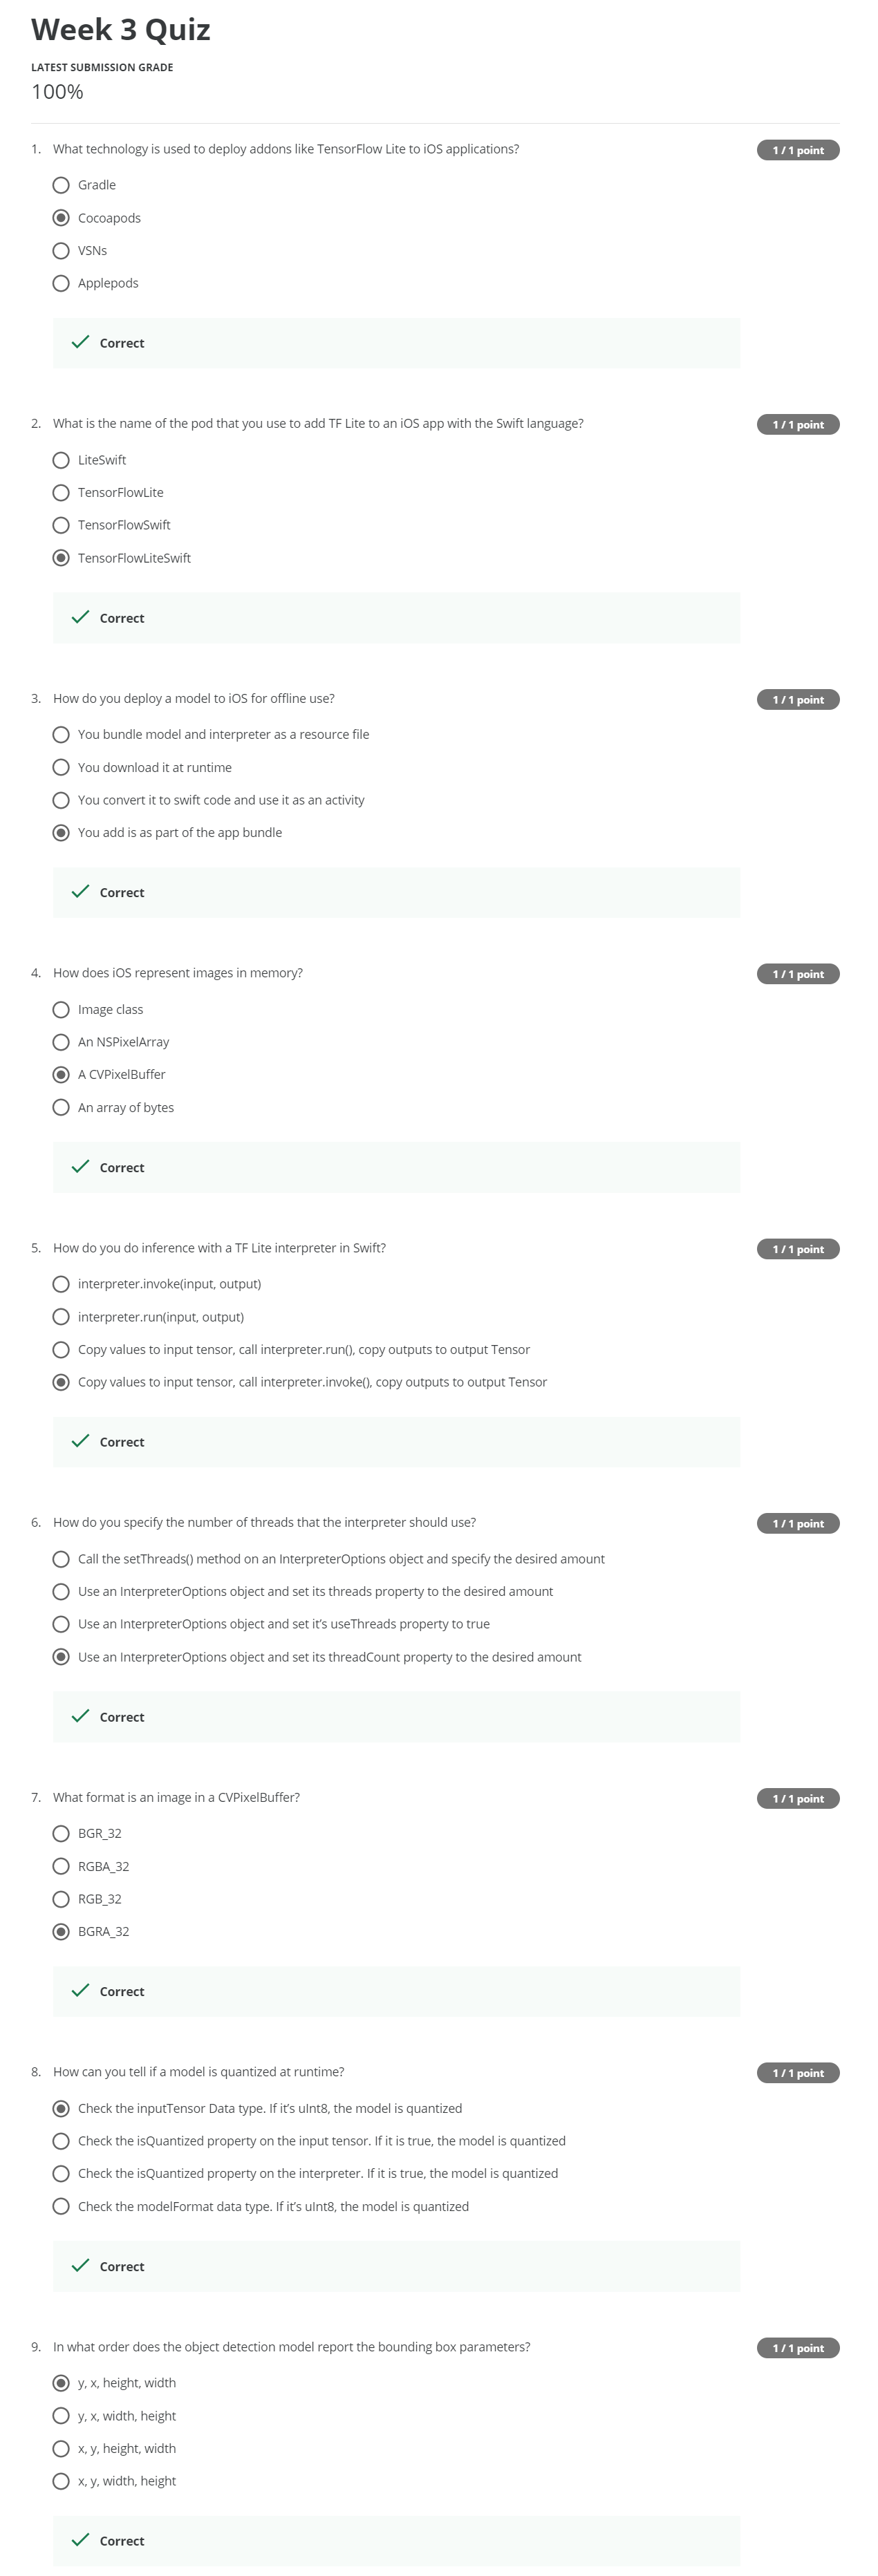 Week 3 Quiz
LATEST SUBMISSION GRADE
100%
1. What technology is used to deploy addons like TensorFlow Lite to iOS applications? 1 / 1 point
Gradle
Cocoapods
VSNs
Applepods
Correct
2. What is the name of the pod that you use to add TF Lite to an iOS app with the Swift language? 1 / 1 point
LiteSwift
TensorFlowLite
TensorFlowSwift
TensorFlowLiteSwift
Correct
3. How do you deploy a model to iOS for offline use? 1 / 1 point
You bundle model and interpreter as a resource file
You download it at runtime
You convert it to swift code and use it as an activity
You add is as part of the app bundle
Correct
4. How does iOS represent images in memory? 1 / 1 point
Image class
An NSPixelArray
A CVPixelBuffer
An array of bytes
Correct
5. How do you do inference with a TF Lite interpreter in Swift? 1 / 1 point
interpreter.invoke(input, output)
interpreter.run(input, output)
Copy values to input tensor, call interpreter.run(), copy outputs to output Tensor
Copy values to input tensor, call interpreter.invoke(), copy outputs to output Tensor
Correct
6. How do you specify the number of threads that the interpreter should use? 1 / 1 point
Call the setThreads() method on an InterpreterOptions object and specify the desired amount
Use an InterpreterOptions object and set its threads property to the desired amount
Use an InterpreterOptions object and set it’s useThreads property to true
Use an InterpreterOptions object and set its threadCount property to the desired amount
Correct
7. What format is an image in a CVPixelBuffer? 1 / 1 point
BGR_32
RGBA_32
RGB_32
BGRA_32
Correct
8. How can you tell if a model is quantized at runtime? 1 / 1 point
Check the inputTensor Data type. If it’s uInt8, the model is quantized
Check the isQuantized property on the input tensor. If it is true, the model is quantized
Check the isQuantized property on the interpreter. If it is true, the model is quantized
Check the modelFormat data type. If it’s uInt8, the model is quantized
Correct
9. In what order does the object detection model report the bounding box parameters? 1 / 1 point
y, x, height, width
y, x, width, height
x, y, height, width
x, y, width, height
Correct